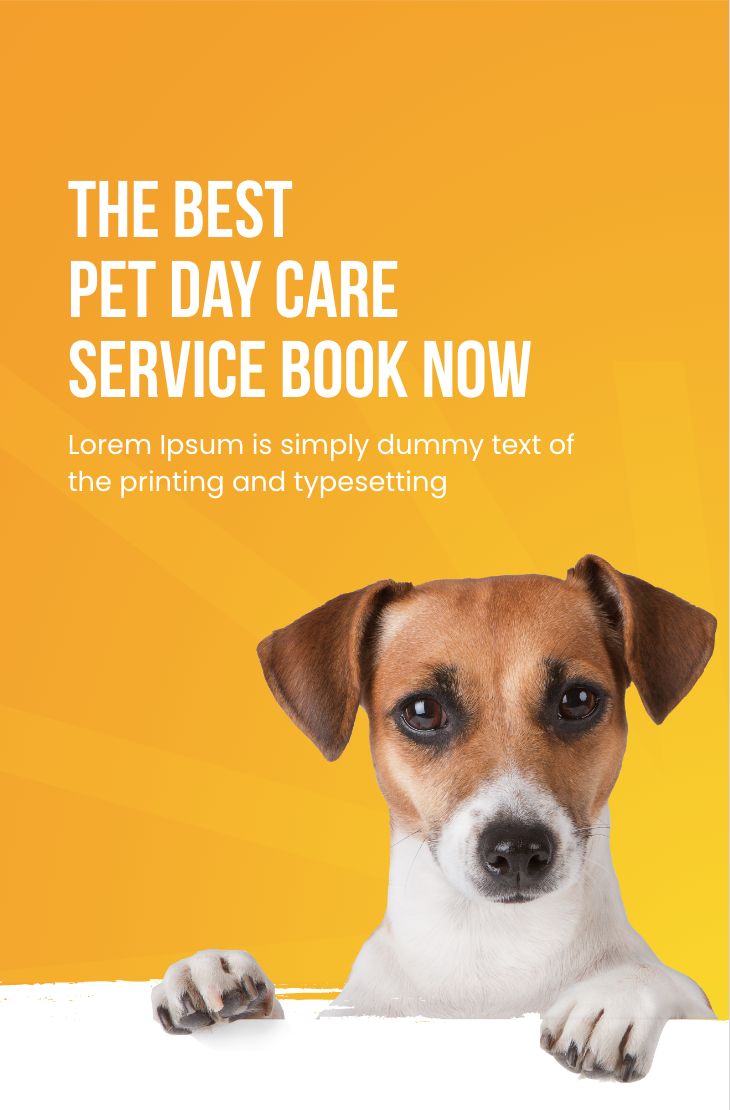 THE BEST
PET DAY CARE
SERVICE BOOK NOW
Lorem Ipsum is simply dummy text of
the printing and typesetting